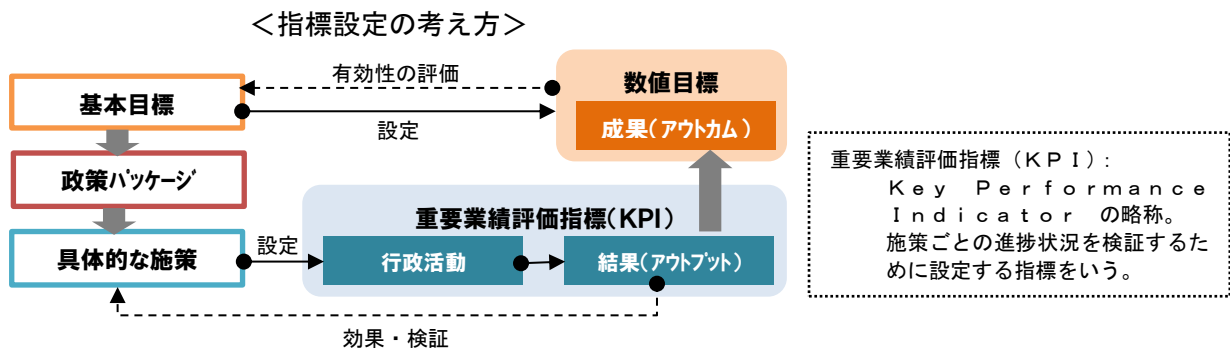 ＜指標設定の考え方＞
有効性の評価
基本目標
設定
数値目標
成果(ｱｳﾄｶﾑ)
政策ﾊﾟｯｹｰｼﾞ
具体的な施策
設定
重要業績評価指標(KPI)
行政活動
結果(ｱｳﾄﾌﾟｯﾄ)
効果・検証
重要業績評価指標（ＫＰＩ）:
Ｋｅｙ Ｐｅｒｆｏｒｍａｎｃｅ
Ｉｎｄｉｃａｔｏｒ の略称。
施策ごとの進捗状況を検証するた
めに設定する指標をいう。